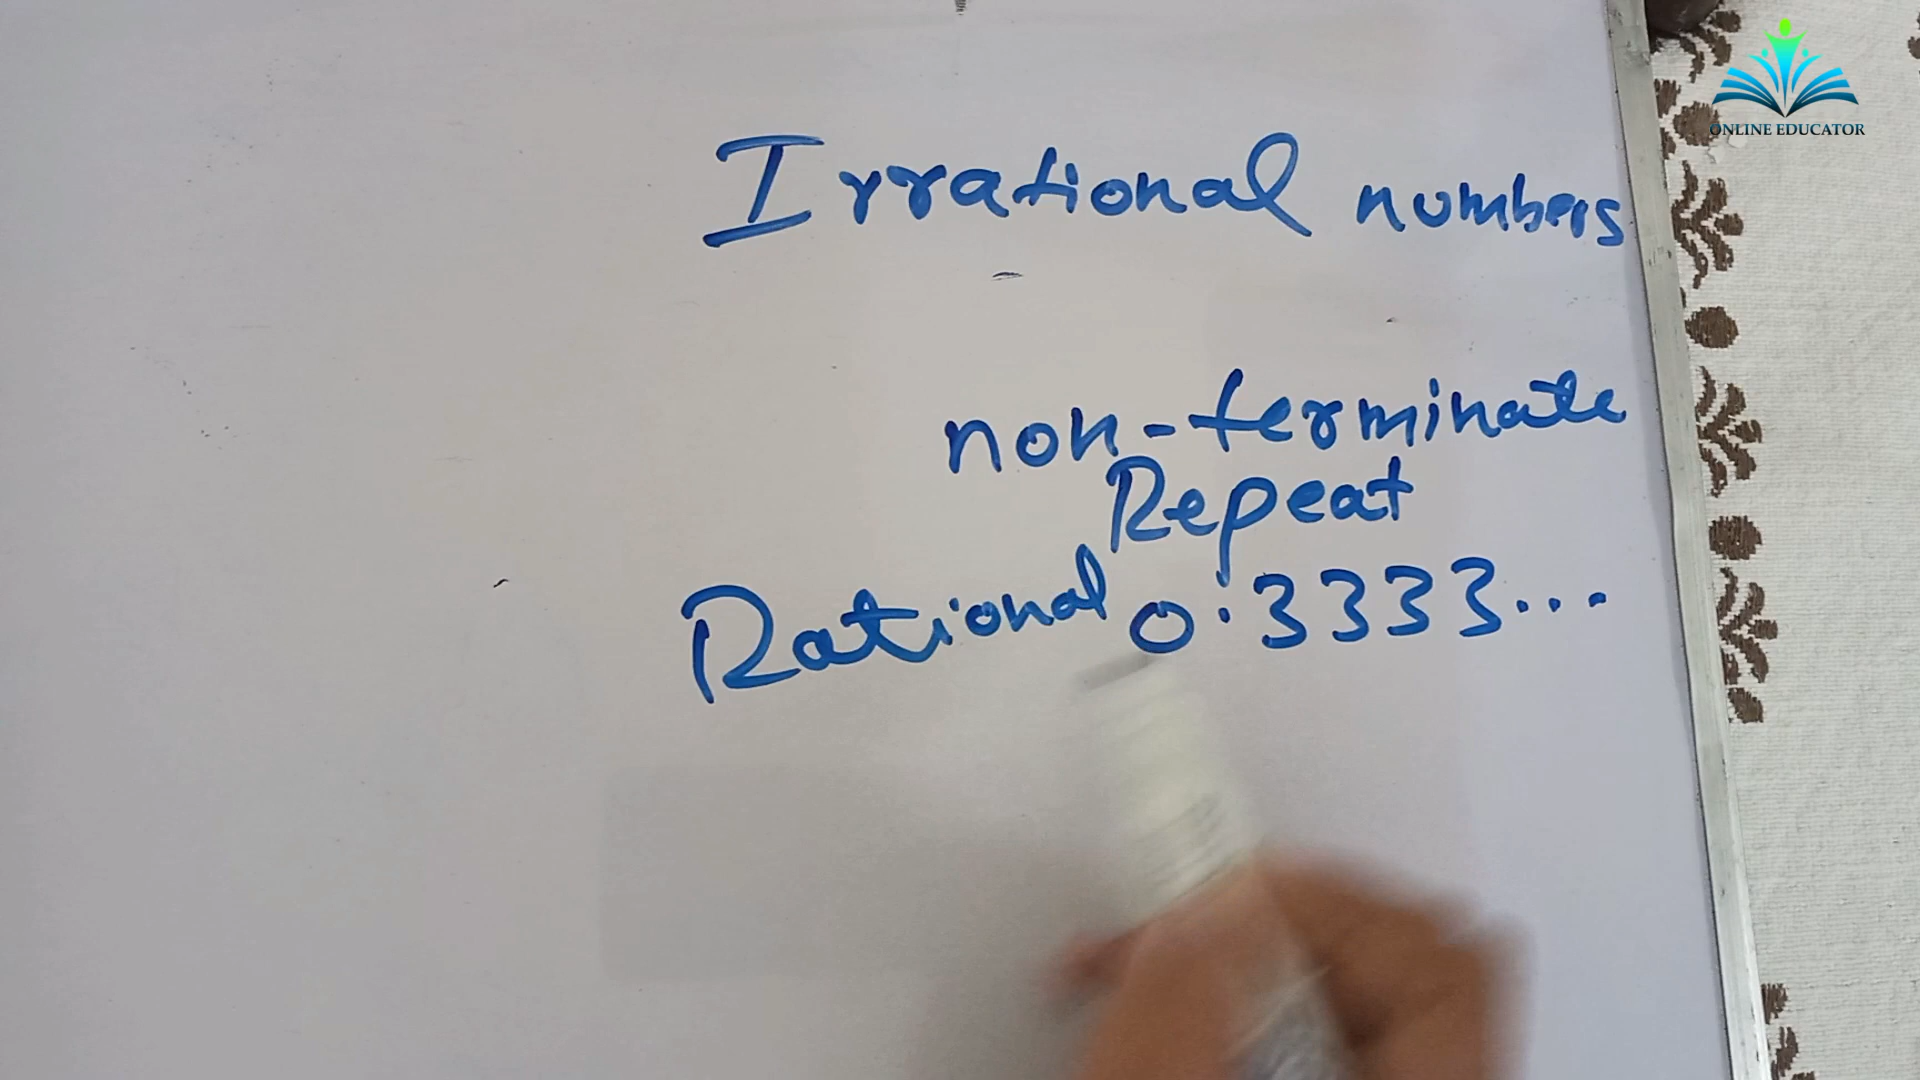 ONLINE EDUCATOR
Irrational numbers
non-terminate
Repeat
Rational 0.3333...